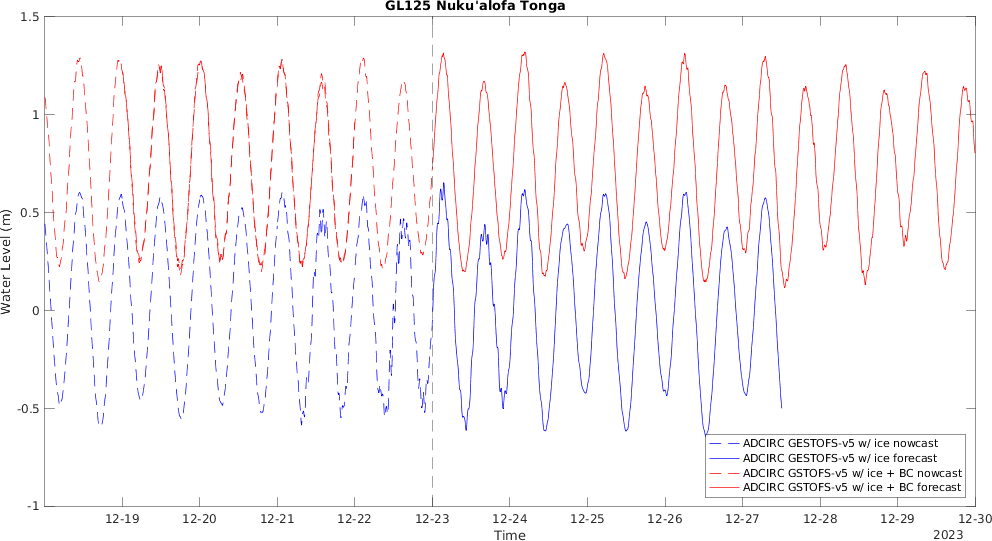 GL125 Nuku'alofa Tonga
1.5
1
0.5
0
-0.5
-1
Water Level (m)
12-19 12-20 12-21 12-22 12-23 12-24 12-25 12-26 12-27 12-28 12-29 12-30
Time
2023
ADCIRC GESTOFS-v5 w/ ice nowcast
ADCIRC GESTOFS-v5 w/ ice forecast
ADCIRC GSTOFS-v5 w/ ice + BC nowcast
ADCIRC GSTOFS-v5 w/ ice + BC forecast